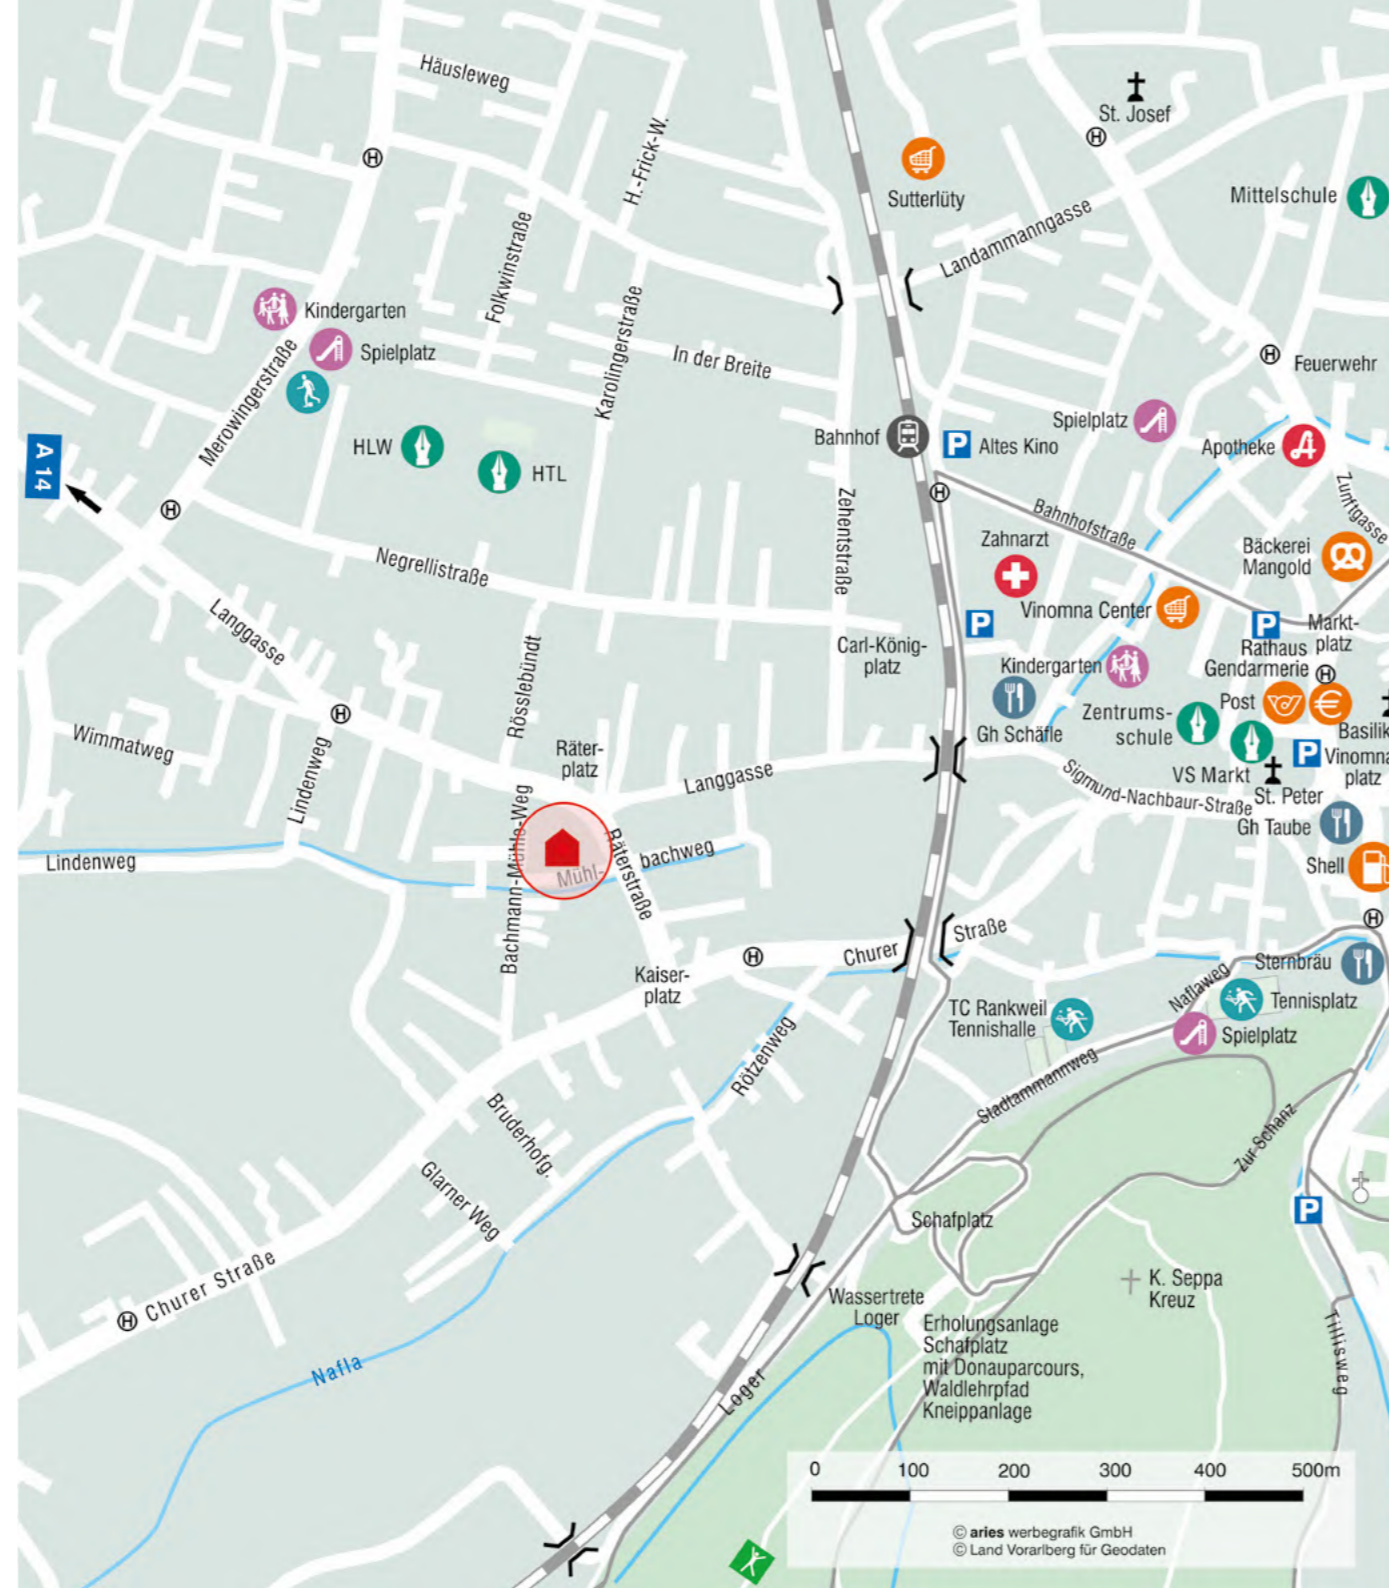 Häusleweg
St. Josef
H
H
H.-Frick-W.
Sutterlüty
Mittelschule
Landammanngasse
Folkwinstraße
Kindergarten
Karolingerstraße
Spielplatz
Merowingerstraße
In der Breite
H
Feuerwehr
A 14
HLW
HTL
Bahnhof
P
Altes Kino
Spielplatz
Apotheke
Zunftgasse
H
H
Zehentstraße
Bahnhofstraße
Negrellistraße
Zahnarzt
Bäckerei
Mangold
Langgasse
Vinomna Center
P
P
Markt-
platz
Carl-König-
platz
Rösslebündt
Kindergarten
Rathaus
Gendarmerie
H
H
Gh Schäfle
Zentrums-
schule
Post
€
Basilik
Wimmatweg
Lindenweg
Räter-
platz
Langgasse
VS Markt
P
Vinomna
platz
St. Peter
Sigmund-Nachbaur-Straße
Gh Taube
Bachmann-Mühle-Weg
Räterstraße
Mühl-
bachweg
Lindenweg
Shell
H
Kaiser-
platz
H
Churer
Straße
Sternbräu
Naflaweg
TC Rankweil
Tennishalle
Tennisplatz
Spielplatz
Rötzenweg
Stadtammannweg
Bruderhofg.
Zur Schanz
Glarner Weg
Schafplatz
P
H
Churer Straße
K. Seppa
Kreuz
Wassertrete
Loger
Erholungsanlage
Schafplatz
mit Donauparcours,
Waldlehrpfad
Kneippanlage
Tillisweg
Nafla
Loger
0 100 200 300 400 500m
© aries werbegrafik GmbH
© Land Vorarlberg für Geodaten